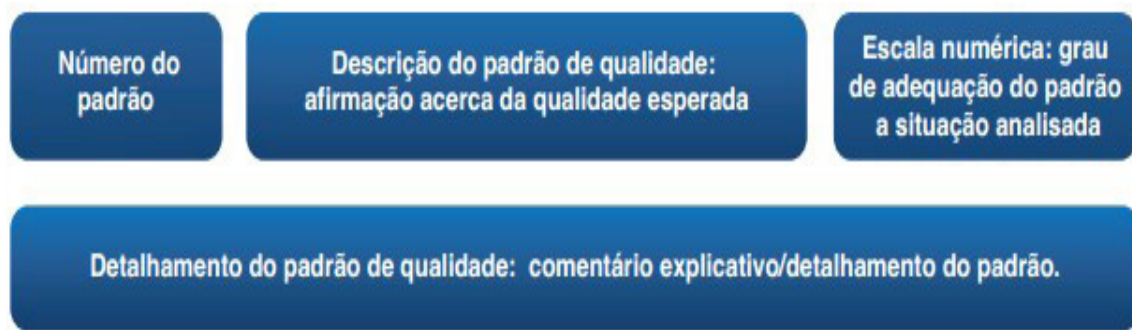 Número do
padrão
Descrição do padrão de qualidade:
afirmação acerca da qualidade esperada
Escala numérica: grau
de adequação do padrão
a situação analisada
Detalhamento do padrão de qualidade: comentário explicativo/detalhamento do padrão.